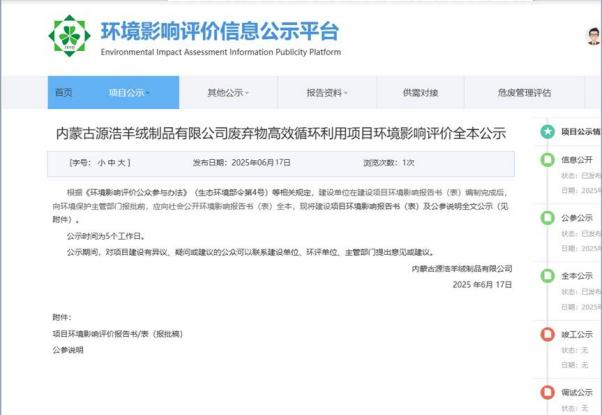 环境影响评价信息公示平台
Environmental Impact Assessment Information Publicity Platform
首页 项目公示 其他公示 报告资料 供需对接 危废管理评估
内蒙古源浩羊绒制品有限公司废弃物高效循环利用项目环境影响评价全本公示
[字号： 小 中 大 ] 发布日期：2025年06月17日 浏览次数：1次
根据《环境影响评价公众参与办法》（生态环境部令第4号）等相关规定，建设单位在建设项目环境影响报告书（表）编制完成后，
向环境保护主管部门报批前，应向社会公开环境影响报告书（表）全本，现将建设项目环境影响报告书（表）及公参说明全文公示（见
附件）。
公示时间为5个工作日。
公示期间，对项目建设有异议、疑问或建议的公众可以联系建设单位、环评单位、主管部门提出意见或建议。
内蒙古源浩羊绒制品有限公司
2025 年6月 17日
附件：
项目环境影响评价报告书/表（报批稿）
公参说明
项目公示情
信息公开
状态：已发布
日期：2025年
公参公示
状态：已发布
日期：2025年
全本公示
状态：已发布
日期：2025年
竣工公示
状态：无
日期：无
调试公示
状态：无